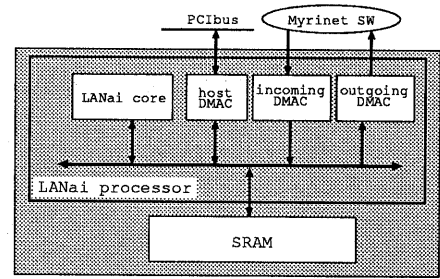 PCIbus
Myrinet SW
LANai core
host
DMAC
incoming
DMAC
outgoing
DMAC
LANai processor
SRAM